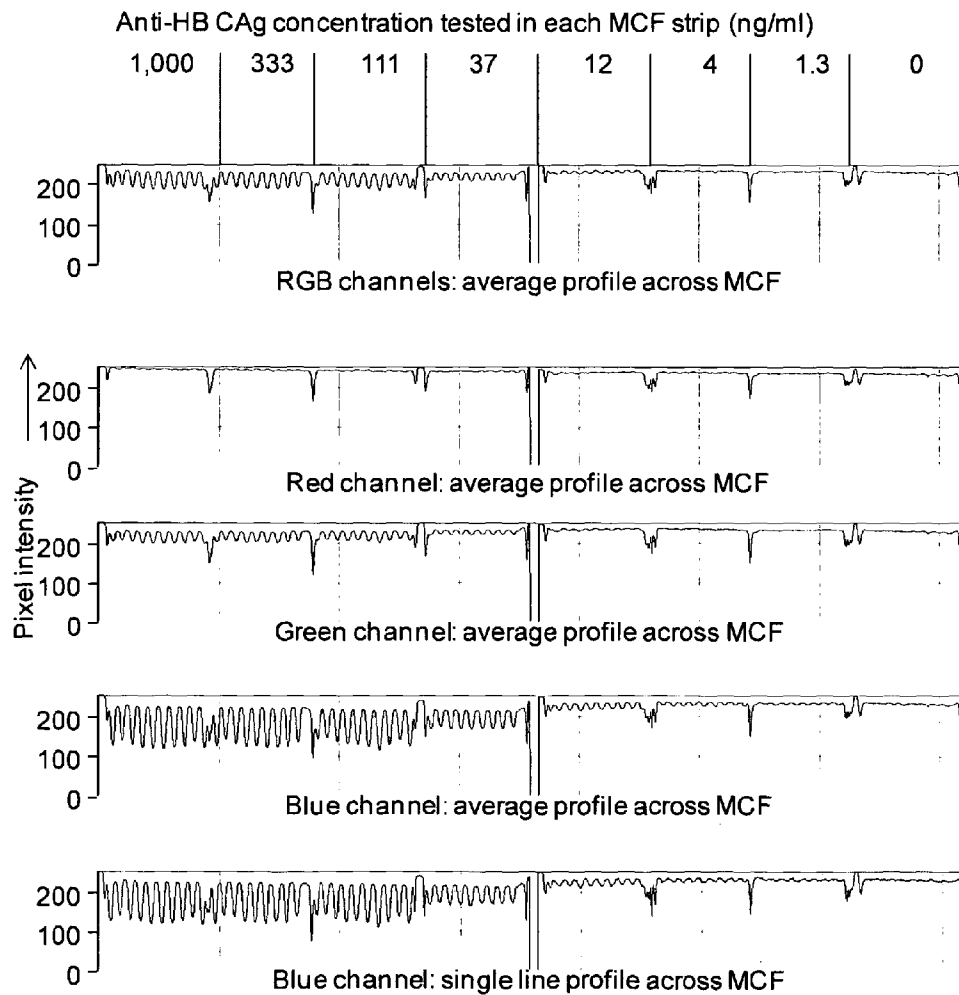 Anti-HB CAg concentration tested in each MCF strip (ng/ml)
1,000 333 111 37 12 4 1.3 0
200
100
0
RGB channels: average profile across MCF
200
100
0
Red channel: average profile across MCF
Pixel intensity
200
100
0
Green channel: average profile across MCF
200
100
0
Blue channel: average profile across MCF
200
100
0
Blue channel: single line profile across MCF